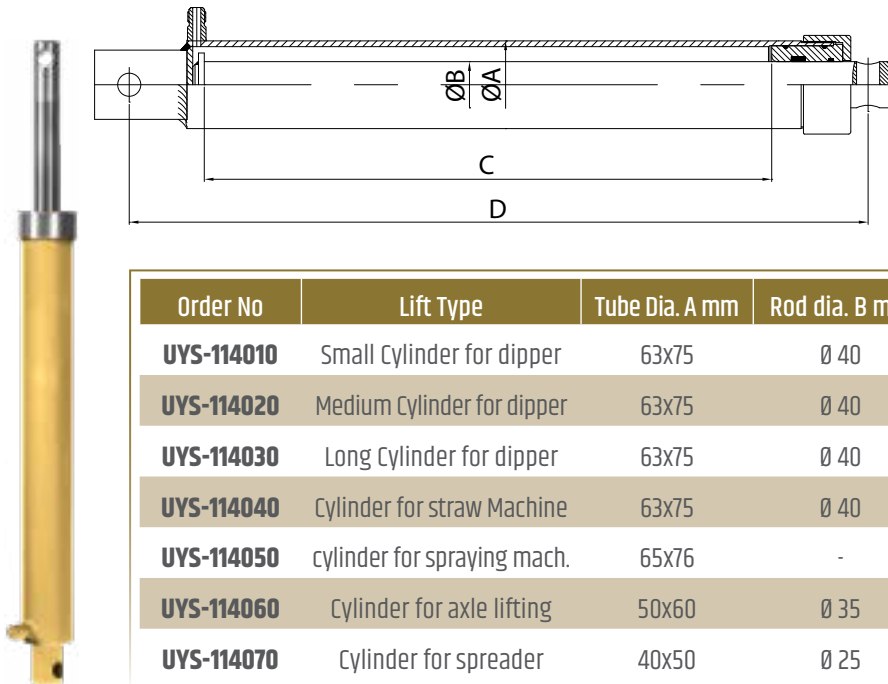 ØB
ØA
C
D
Order No Lift Type Tube Dia. A mm Rod dia. B m
UYS-114010 Small Cylinder for dipper 63x75 Ø 40
UYS-114020 Medium Cylinder for dipper 63x75 Ø 40
UYS-114030 Long Cylinder for dipper 63x75 Ø 40
UYS-114040 Cylinder for straw Machine 63x75 Ø 40
UYS-114050 cylinder for spraying mach. 65x76 -
UYS-114060 Cylinder for axle lifting 50x60 Ø 35
UYS-114070 Cylinder for spreader 40x50 Ø 25